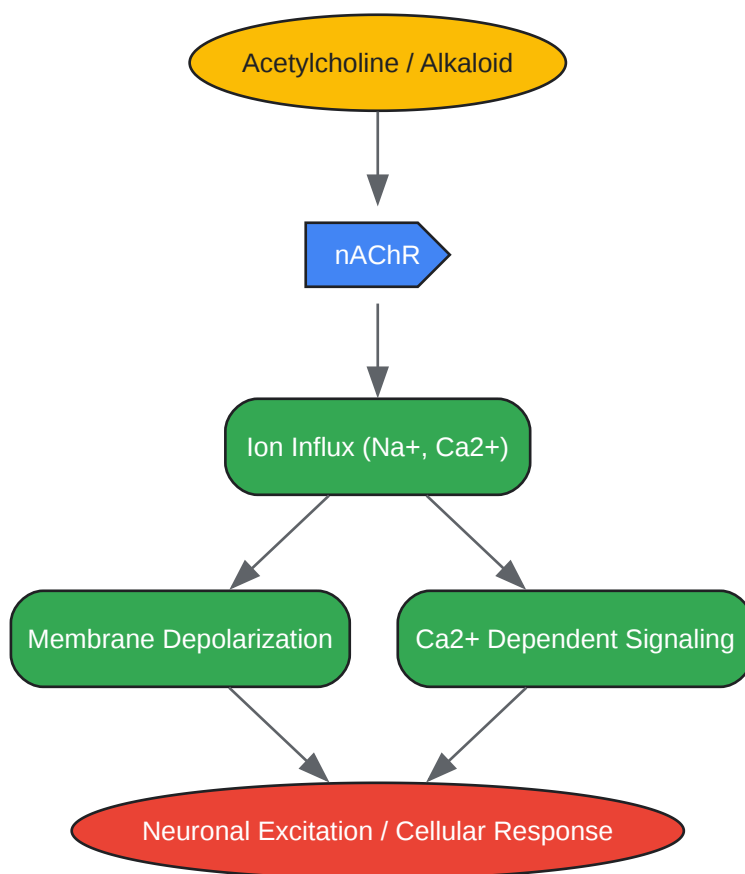 Acetylcholine / Alkaloid
nAChR
Ion Influx (Na+, Ca2+)
Membrane Depolarization
Ca2+ Dependent Signaling
Neuronal Excitation / Cellular Response